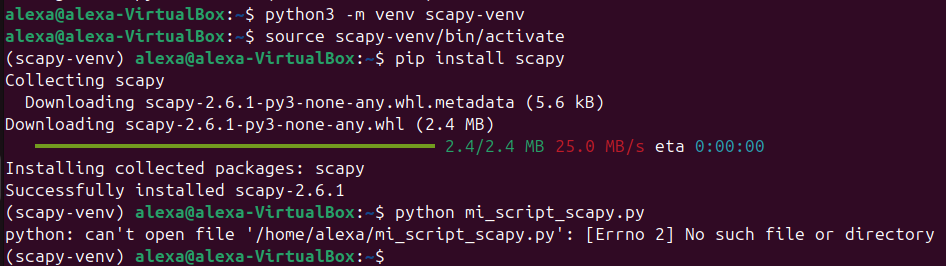 alexa@alexa-VirtualBox:~$ python3 -m venv scapy-venv
alexa@alexa-VirtualBox:~$ source scapy-venv/bin/activate
(scapy-venv) alexa@alexa-VirtualBox:~$ pip install scapy
Collecting scapy
  Downloading scapy-2.6.1-py3-none-any.whl.metadata (5.6 kB)
Downloading scapy-2.6.1-py3-none-any.whl (2.4 MB)
2.4/2.4 MB 25.0 MB/s eta 0:00:00
Installing collected packages: scapy
Successfully installed scapy-2.6.1
(scapy-venv) alexa@alexa-VirtualBox:~$ python mi_script_scapy.py
python: can't open file '/home/alexa/mi_script_scapy.py': [Errno 2] No such file or directory
(scapy-venv) alexa@alexa-VirtualBox:~$